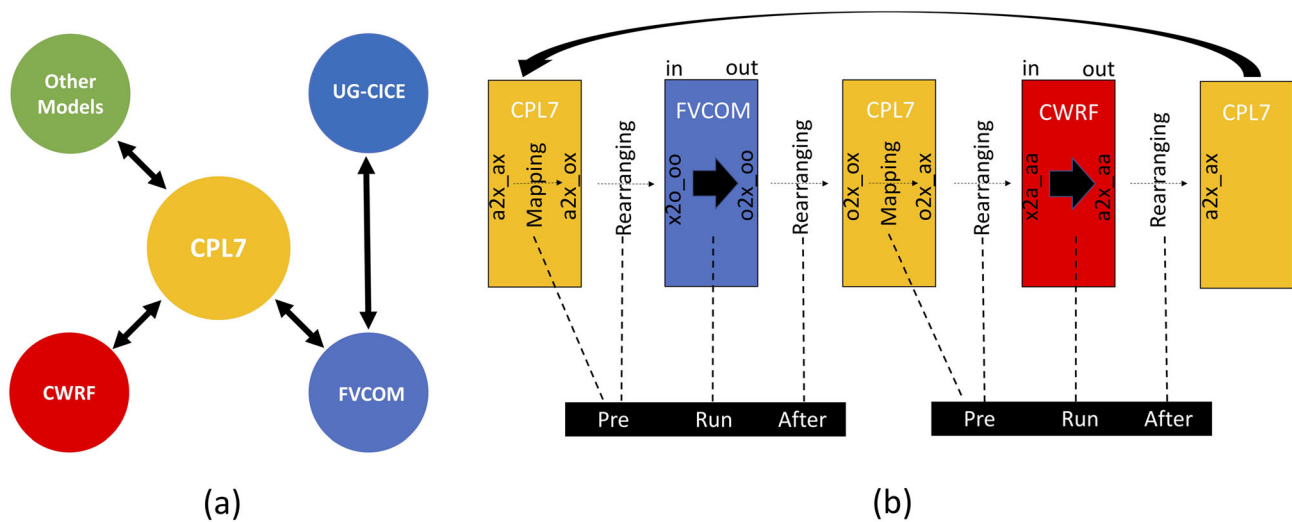 Other
Models
UG-CICE
CPL7
CWRF
FVCOM
(a)
in out
in out
CPL7
FVCOM
CPL7
CWRF
CPL7
a2x_ax
Mapping
a2x_ox
Rearranging
x2o_oo
o2x_oo
Rearranging
o2x_ox
Mapping
o2x_ax
Rearranging
x2a_aa
a2x_aa
Rearranging
a2x_ax
Pre Run After
Pre Run After
(b)